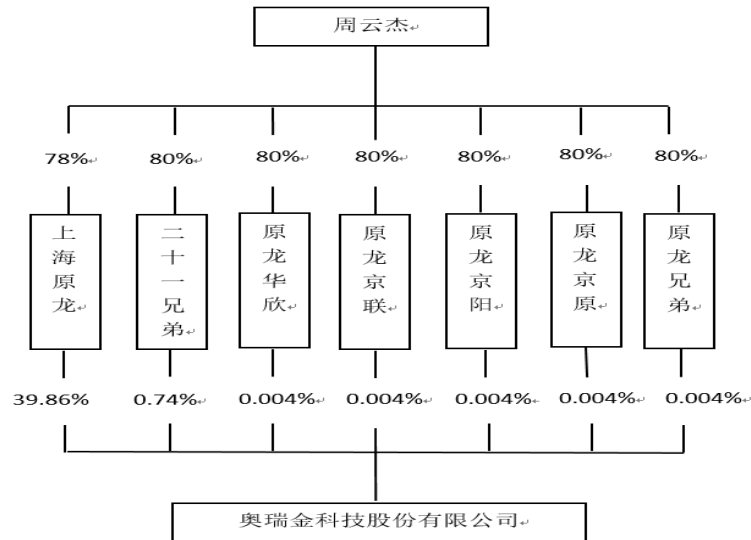 周云杰
78% 80% 80% 80% 80% 80% 80%
上海原龙
二十一兄弟
原龙华欣
原龙京联
原龙京阳
原龙京原
原龙兄弟
39.86% 0.74% 0.004% 0.004% 0.004% 0.004% 0.004%
奥瑞金科技股份有限公司